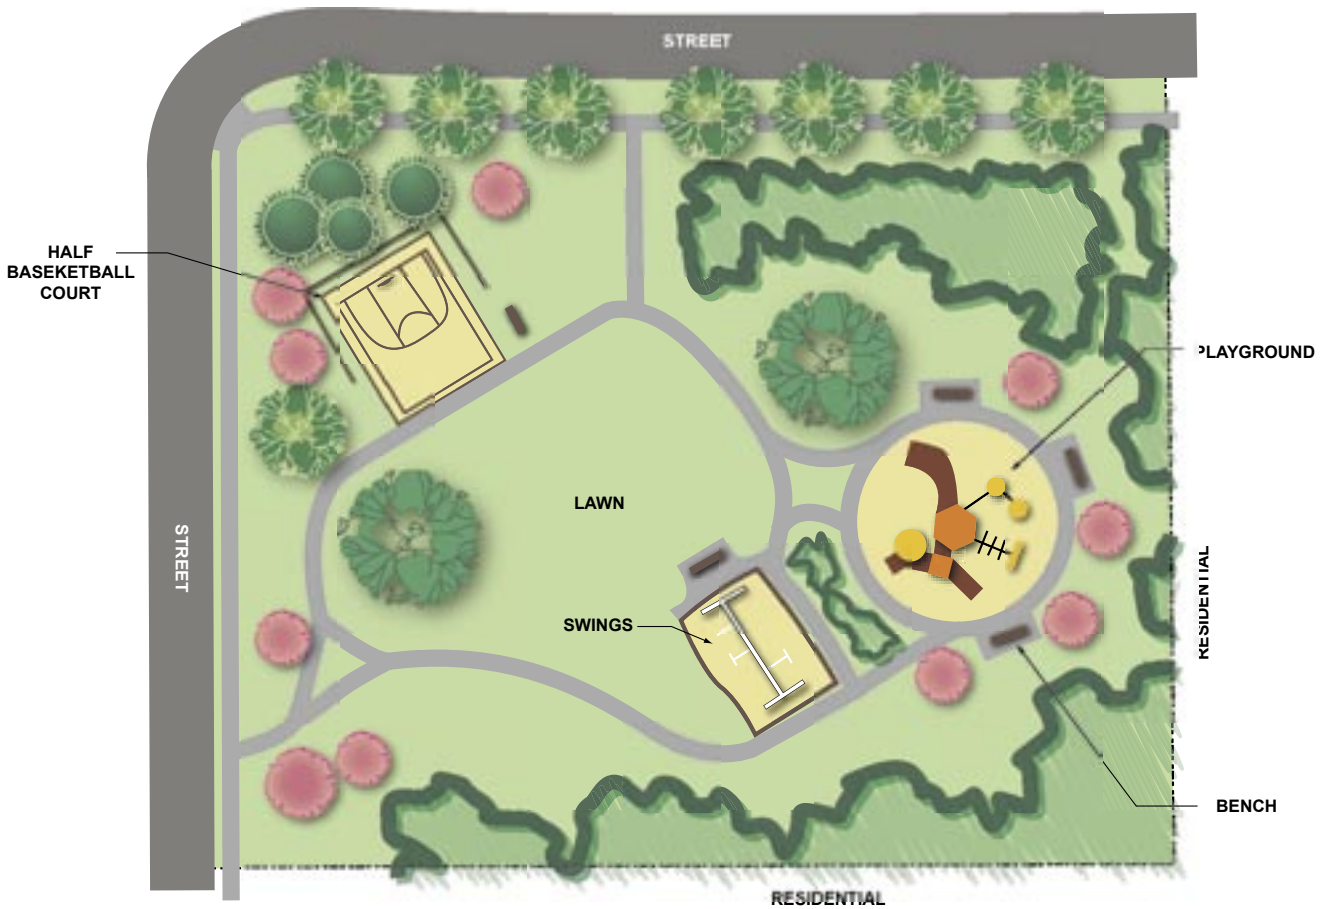 STREET
HALF
BASEKETBALL
COURT
PLAYGROUND
LAWN
STREET
RESIDENTIAL
SWINGS
BENCH
RESIDENTIAL